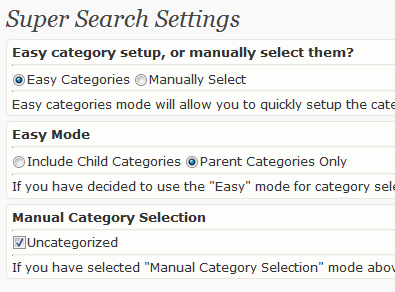 Super Search Settings
Easy category setup, or manually select them?
Easy Categories Manually Select
Easy categories mode will allow you to quickly setup the cate
Easy Mode
Include Child Categories Parent Categories Only
If you have decided to use the "Easy" mode for category sele
Manual Category Selection
Uncategorized
If you have selected "Manual Category Selection" mode abov